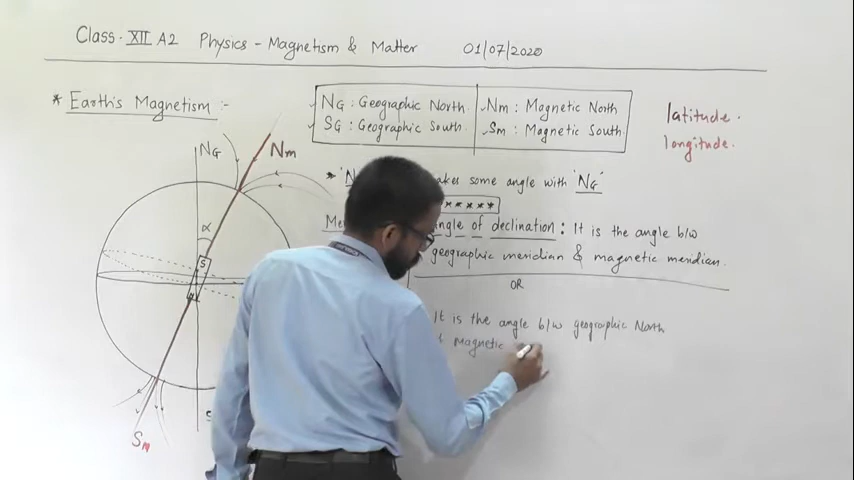 Class. XII A2 Physics - Magnetism & Matter 01/07/2020
* Earth's Magnetism :-
NG : Geographic North. Nm : Magnetic North
SG : Geographic South. Sm : Magnetic South.
latitude.
longitude.
NG
Nm
α
S
N
SM
* 'N akes some angle with 'NG'
*****
Me ngle of declination : It is the angle b/w
geographic meridian & magnetic meridian.
OR
It is the angle b/w geographic North
& Magnetic